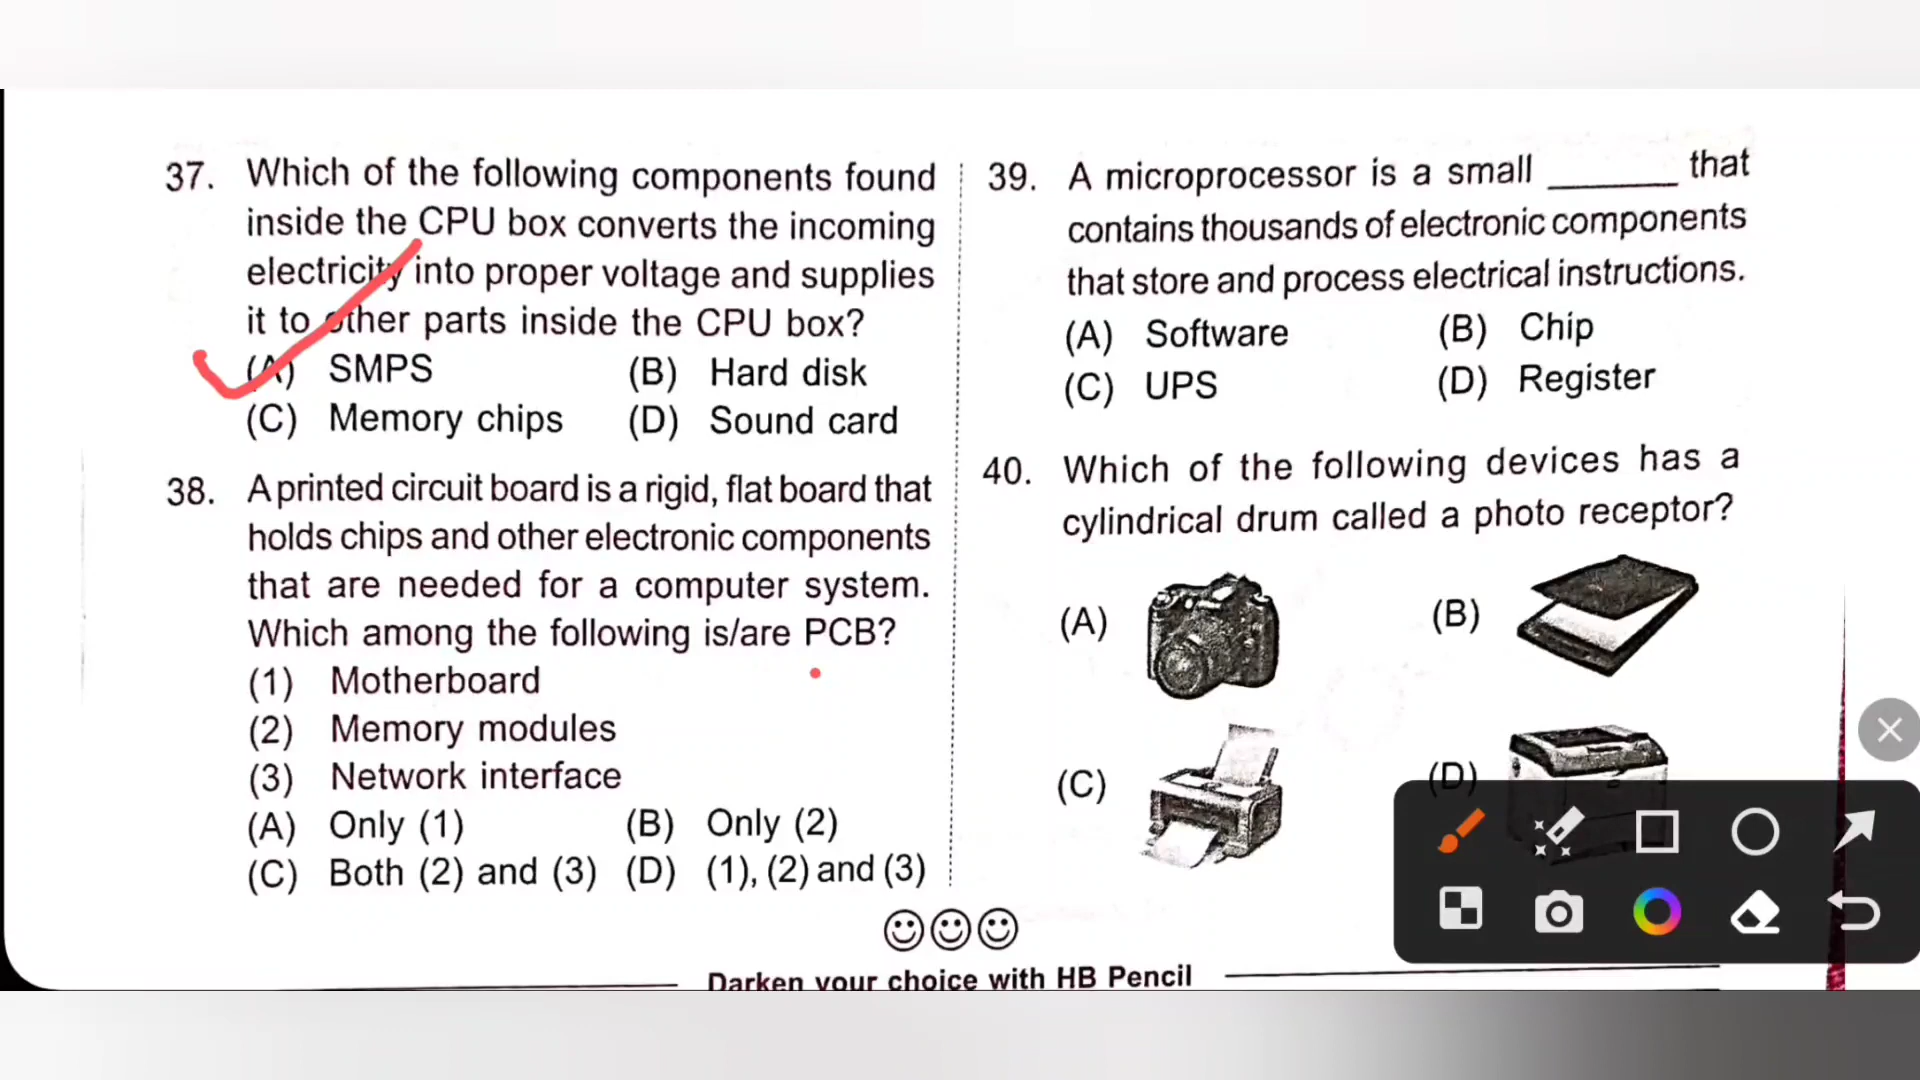 37. Which of the following components found
inside the CPU box converts the incoming
electricity into proper voltage and supplies
it to other parts inside the CPU box?
(A) SMPS (B) Hard disk
(C) Memory chips (D) Sound card
38. A printed circuit board is a rigid, flat board that
holds chips and other electronic components
that are needed for a computer system.
Which among the following is/are PCB?
(1) Motherboard
(2) Memory modules
(3) Network interface
(A) Only (1) (B) Only (2)
(C) Both (2) and (3) (D) (1), (2) and (3)
39. A microprocessor is a small ______ that
contains thousands of electronic components
that store and process electrical instructions.
(A) Software (B) Chip
(C) UPS (D) Register
40. Which of the following devices has a
cylindrical drum called a photo receptor?
(A) (B)
(C) (D)
Darken your choice with HB Pencil